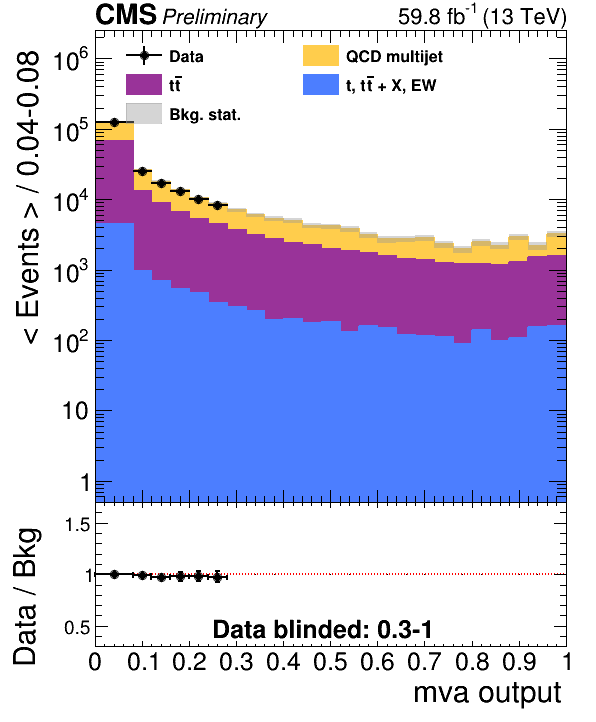 CMS Preliminary 59.8 fb⁻¹ (13 TeV)
< Events > / 0.04-0.08
10⁶
10⁵
10⁴
10³
10²
10
1
Data
QCD multijet
tt̄
t, tt̄ + X, EW
Bkg. stat.
Data / Bkg
1.5
1
0.5
Data blinded: 0.3-1
0 0.1 0.2 0.3 0.4 0.5 0.6 0.7 0.8 0.9 1
mva output